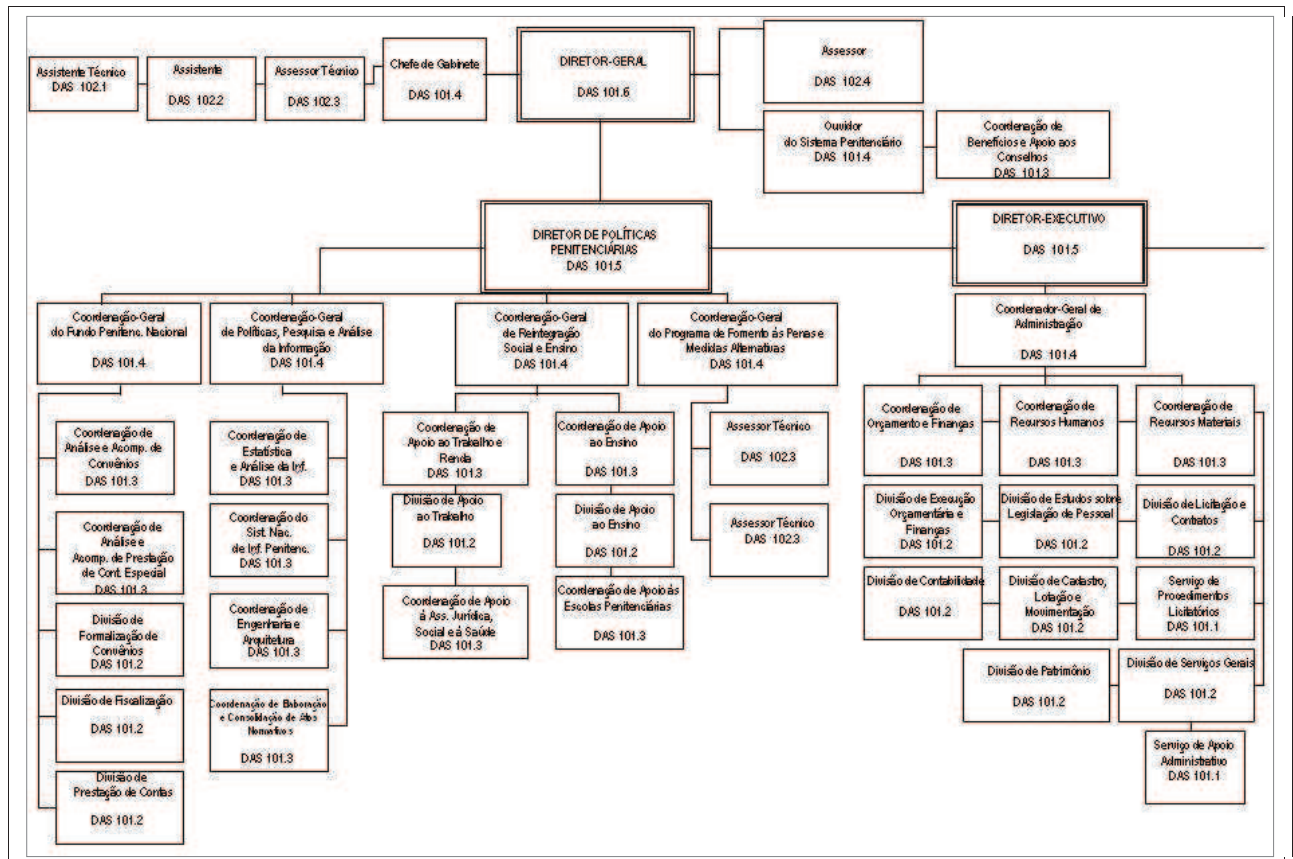 Assistente Técnico
DAS 102.1
Assistente
DAS 102.2
Assessor Técnico
DAS 102.3
Chefe de Gabinete
DAS 101.4
DIRETOR-GERAL
DAS 101.6
Assessor
DAS 102.4
Ouvidor
do Sistema Penitenciário
DAS 101.4
Coordenação de
Benefícios e Apoio aos
Conselhos
DAS 101.3
DIRETOR DE POLÍTICAS
PENITENCIÁRIAS
DAS 101.5
DIRETOR-EXECUTIVO
DAS 101.5
Coordenação-Geral
do Fundo Penitenc. Nacional
DAS 101.4
Coordenação-Geral
de Políticas, Pesquisa e Análise
da Informação
DAS 101.4
Coordenação-Geral
de Reintegração
Social e Ensino
DAS 101.4
Coordenação-Geral
do Programa de Fomento às Penas e
Medidas Alternativas
DAS 101.4
Coordenador-Geral de
Administração
DAS 101.4
Coordenação de
Análise e Acomp. de
Convênios
DAS 101.3
Coordenação de
Análise e
Acomp. de Prestação
de Cont. Especial
DAS 101.3
Divisão de
Formalização de
Convênios
DAS 101.2
Divisão de Fiscalização
DAS 101.2
Divisão de
Prestação de Contas
DAS 101.2
Coordenação de
Estatística
e Análise da Inf.
DAS 101.3
Coordenação do
Sist. Nac.
de Inf. Penitenc.
DAS 101.3
Coordenação de
Engenharia e
Arquitetura
DAS 101.3
Coordenação de Elaboração
e Consolidação de Atos
Normativos
DAS 101.3
Coordenação de
Apoio ao Trabalho e
Renda
DAS 101.3
Divisão de Apoio
ao Trabalho
DAS 101.2
Coordenação de Apoio
à Ass. Jurídica,
Social e à Saúde
DAS 101.3
Coordenação de Apoio
ao Ensino
DAS 101.3
Divisão de Apoio
ao Ensino
DAS 101.2
Coordenação de Apoio às
Escolas Penitenciárias
DAS 101.3
Assessor Técnico
DAS 102.3
Assessor Técnico
DAS 102.3
Coordenação de
Orçamento e Finanças
DAS 101.3
Divisão de Execução
Orçamentária e
Finanças
DAS 101.2
Divisão de Contabilidade
DAS 101.2
Coordenação de
Recursos Humanos
DAS 101.3
Divisão de Estudos sobre
Legislação de Pessoal
DAS 101.2
Divisão de Cadastro,
Lotação e
Movimentação
DAS 101.2
Coordenação de
Recursos Materiais
DAS 101.3
Divisão de Licitação e
Contratos
DAS 101.2
Serviço de
Procedimentos
Licitatórios
DAS 101.1
Divisão de Patrimônio
DAS 101.2
Divisão de Serviços Gerais
DAS 101.2
Serviço de Apoio
Administrativo
DAS 101.1